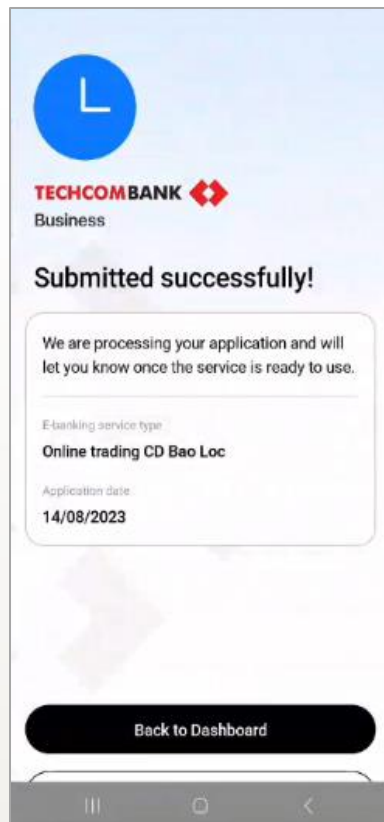 TECHCOMBANK
Business
Submitted successfully!
We are processing your application and will
let you know once the service is ready to use.
E-banking service type
Online trading CD Bao Loc
Application date
14/08/2023
Back to Dashboard